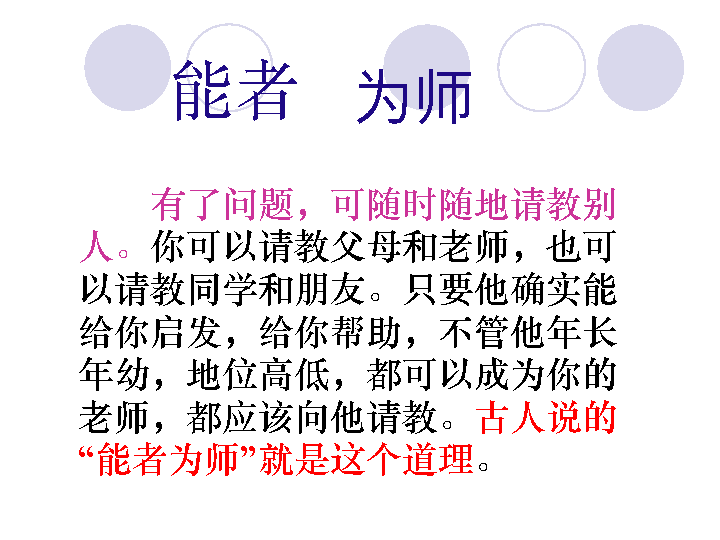 能者 为师
有了问题，可随时随地请教别
人。你可以请教父母和老师，也可
以请教同学和朋友。只要他确实能
给你启发，给你帮助，不管他年长
年幼，地位高低，都可以成为你的
老师，都应该向他请教。古人说的
“能者为师”就是这个道理。